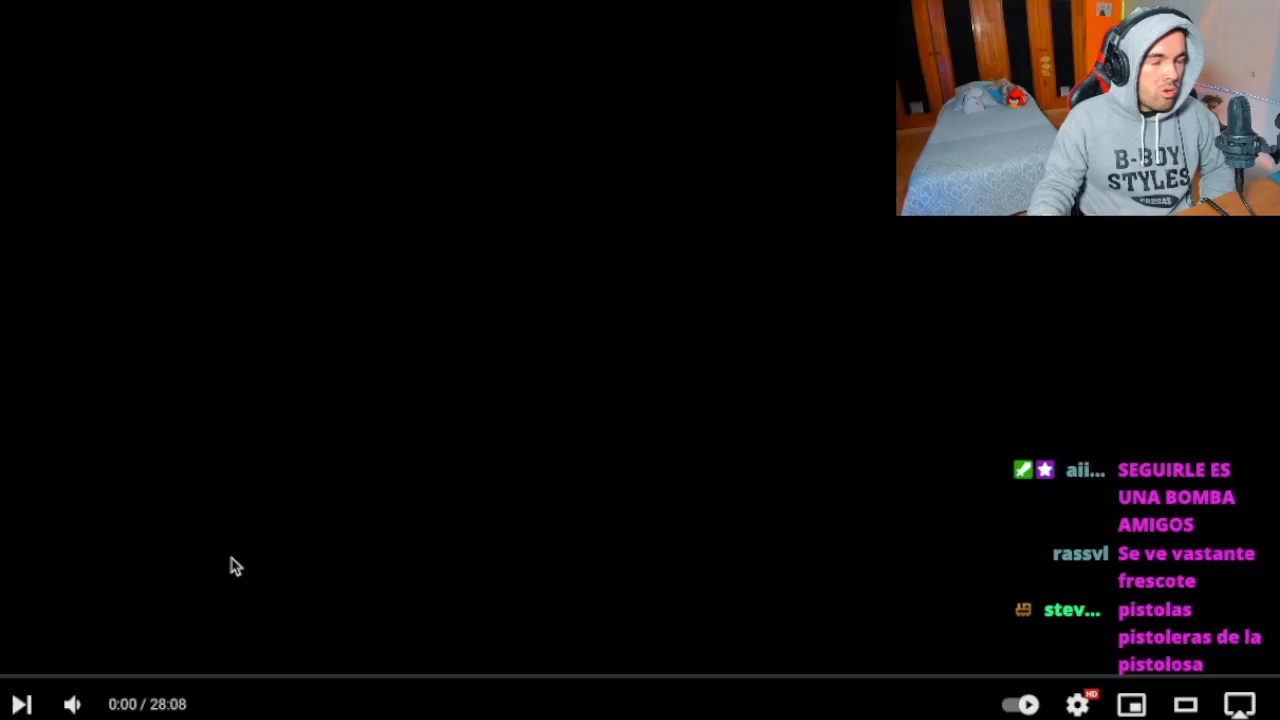 B-BOY
STYLES
aii... SEGUIRLE ES
UNA BOMBA
AMIGOS
rassvl Se ve vastante
frescote
stev... pistolas
pistoleras de la
pistolosa
0:00 / 28:08
HD